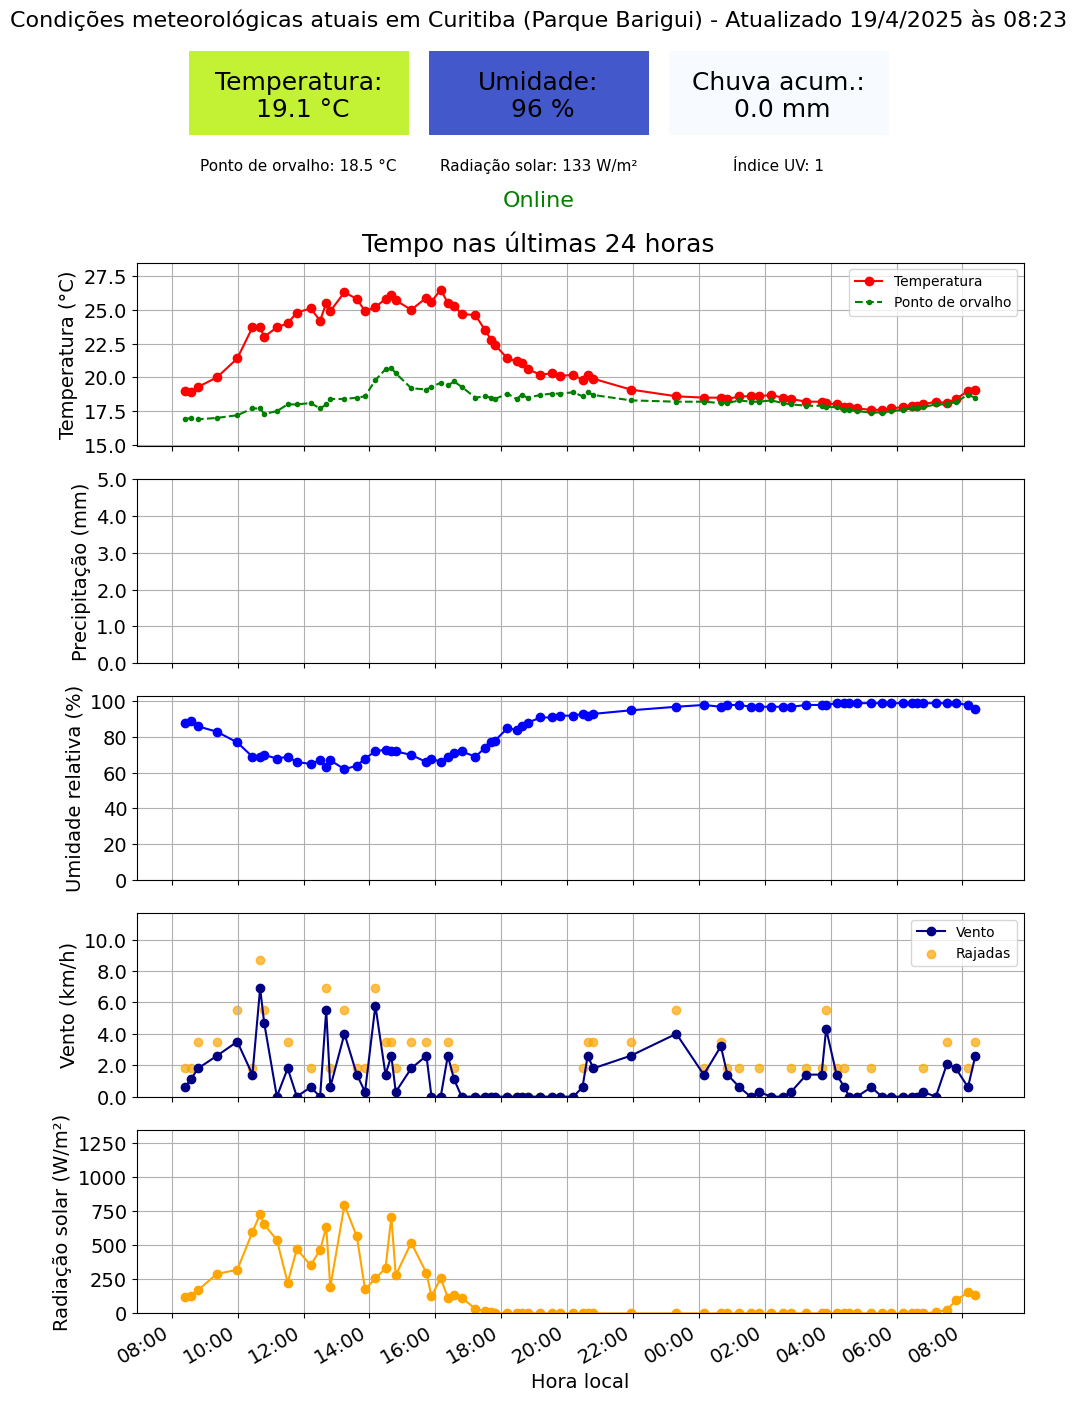 Condições meteorológicas atuais em Curitiba (Parque Barigui) - Atualizado 19/4/2025 às 08:23
Temperatura:
19.1 °C
Umidade:
96 %
Chuva acum.:
0.0 mm
Ponto de orvalho: 18.5 °C
Radiação solar: 133 W/m²
Índice UV: 1
Online
Tempo nas últimas 24 horas
Temperatura (°C)
27.5
25.0
22.5
20.0
17.5
15.0
Temperatura
Ponto de orvalho
Precipitação (mm)
5.0
4.0
3.0
2.0
1.0
0.0
Umidade relativa (%)
100
80
60
40
20
0
Vento (km/h)
10.0
8.0
6.0
4.0
2.0
0.0
Vento
Rajadas
Radiação solar (W/m²)
1250
1000
750
500
250
0
08:00 10:00 12:00 14:00 16:00 18:00 20:00 22:00 00:00 02:00 04:00 06:00 08:00
Hora local